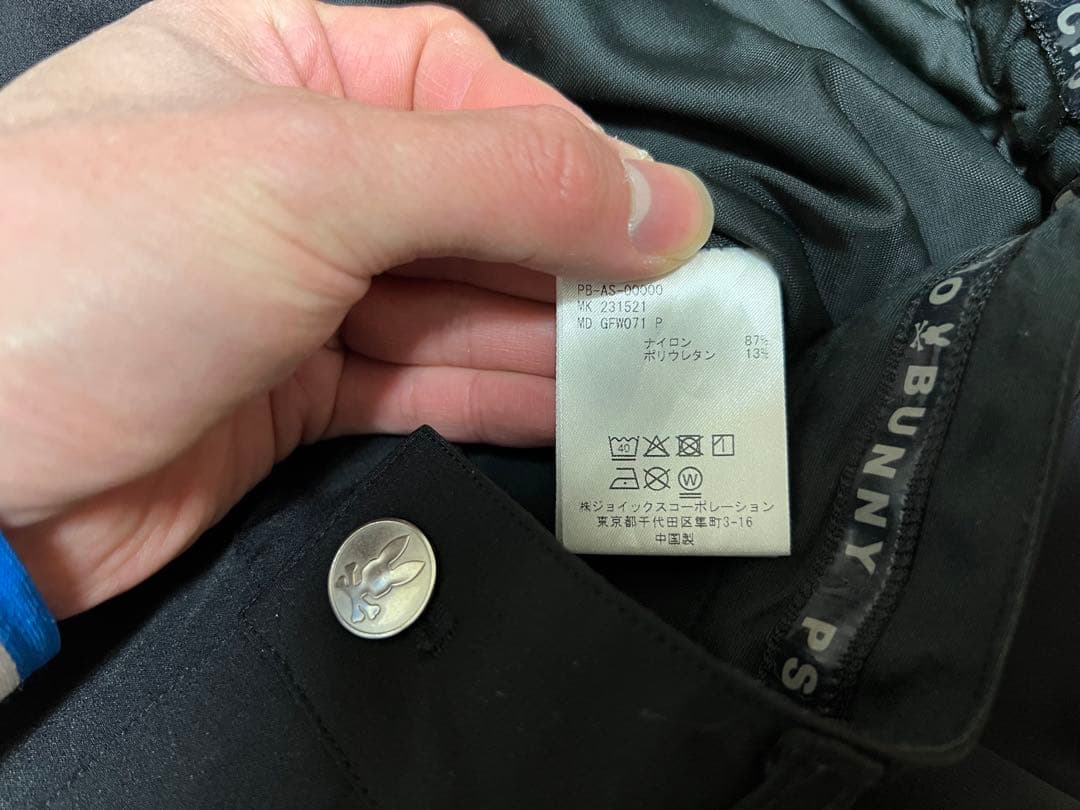 PB-AS-00000
MK 231521
MD GFW071 P
ナイロン 87%
ポリウレタン 13%
40
W
㈱ジョイックスコーポレーション
東京都千代田区隼町3-16
中国製
O BUNNY PS